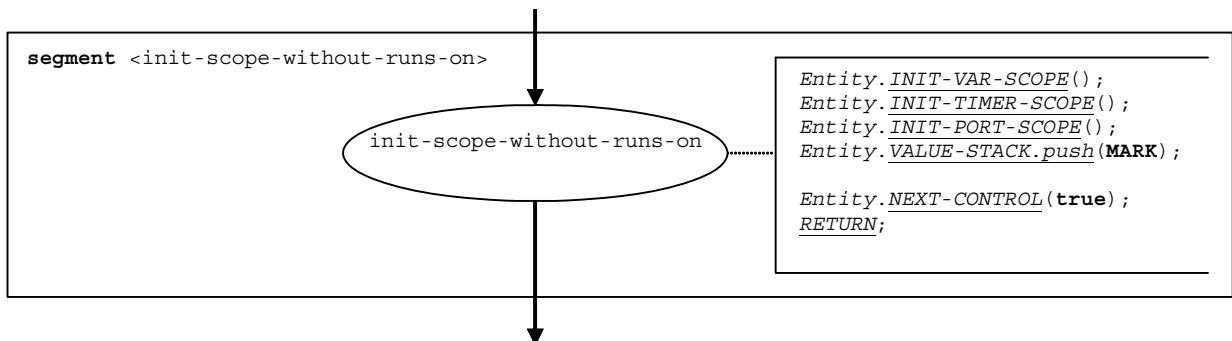 segment <init-scope-without-runs-on>
init-scope-without-runs-on
Entity.INIT-VAR-SCOPE();
Entity.INIT-TIMER-SCOPE();
Entity.INIT-PORT-SCOPE();
Entity.VALUE-STACK.push(MARK);
Entity.NEXT-CONTROL(true);
RETURN;